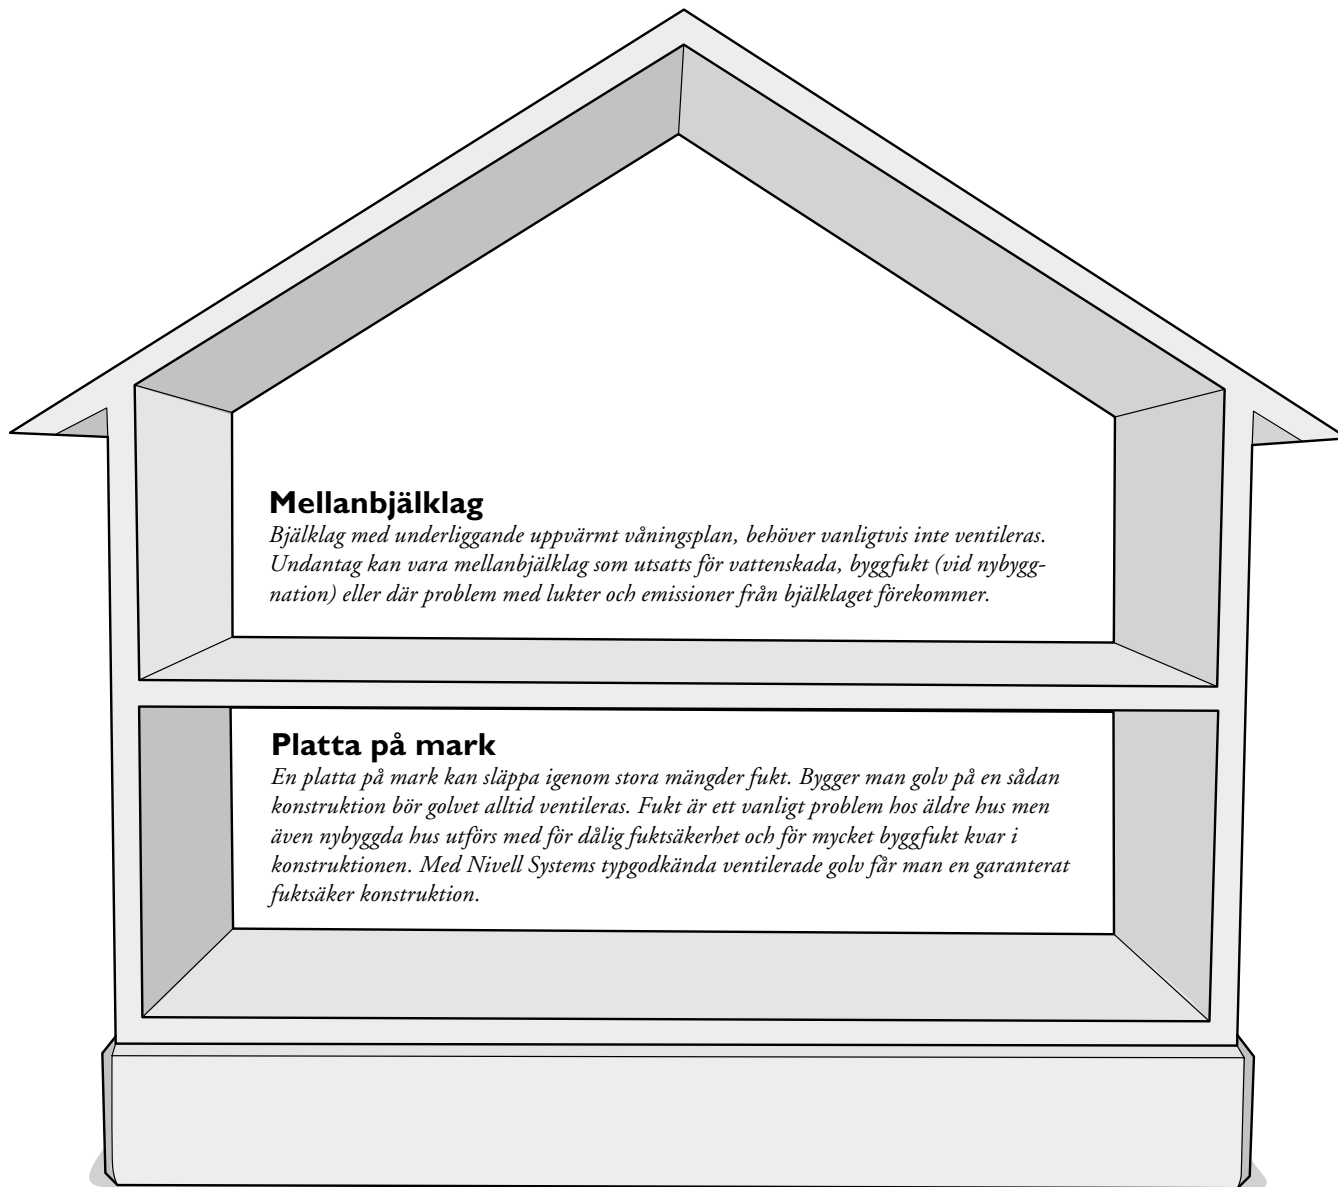 Mellanbjälklag
Bjälklag med underliggande uppvärmt våningsplan, behöver vanligtvis inte ventileras.
Undantag kan vara mellanbjälklag som utsatts för vattenskada, byggfukt (vid nybygg-
nation) eller där problem med lukter och emissioner från bjälklaget förekommer.
Platta på mark
En platta på mark kan släppa igenom stora mängder fukt. Bygger man golv på en sådan
konstruktion bör golvet alltid ventileras. Fukt är ett vanligt problem hos äldre hus men
även nybyggda hus utförs med för dålig fuktsäkerhet och för mycket byggfukt kvar i
konstruktionen. Med Nivell Systems typgodkända ventilerade golv får man en garanterat
fuktsäker konstruktion.